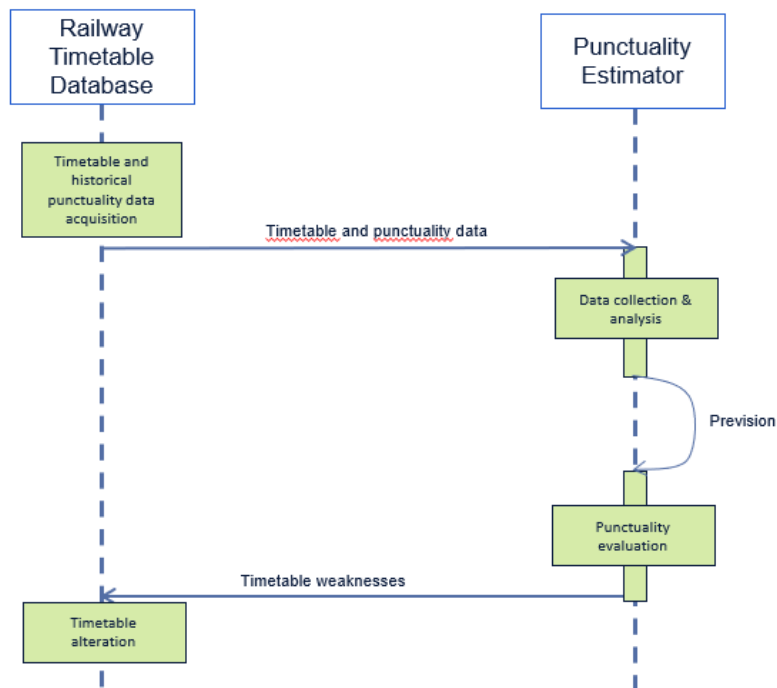 Railway
Timetable
Database
Punctuality
Estimator
Timetable and
historical
punctuality data
acquisition
Timetable and punctuality data
Data collection &
analysis
Prevision
Punctuality
evaluation
Timetable weaknesses
Timetable
alteration